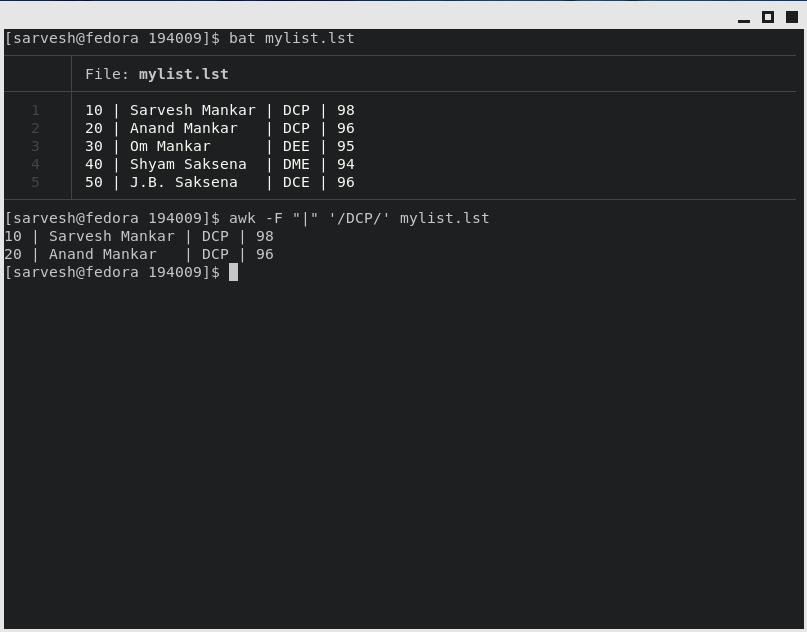 [sarvesh@fedora 194009]$ bat mylist.lst
File: mylist.lst
1 10 | Sarvesh Mankar | DCP | 98
2 20 | Anand Mankar   | DCP | 96
3 30 | Om Mankar      | DEE | 95
4 40 | Shyam Saksena  | DME | 94
5 50 | J.B. Saksena   | DCE | 96
[sarvesh@fedora 194009]$ awk -F "|" '/DCP/' mylist.lst
10 | Sarvesh Mankar | DCP | 98
20 | Anand Mankar   | DCP | 96
[sarvesh@fedora 194009]$